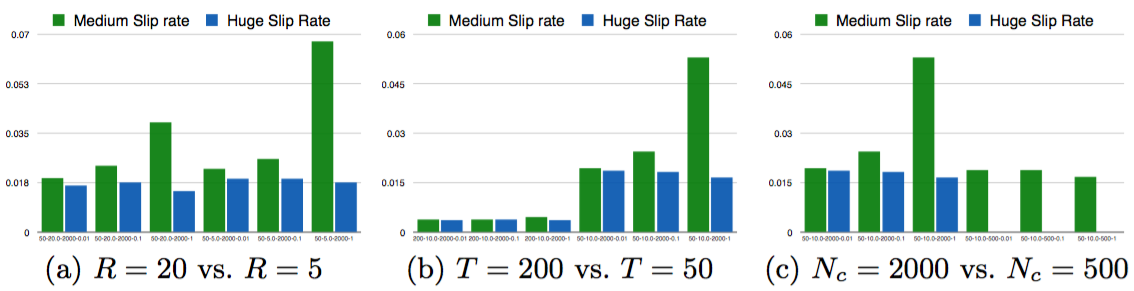 Medium Slip rate Huge Slip Rate
0.07
0.053
0.035
0.018
0
50-20.0-2000-0.01 50-20.0-2000-0.1 50-20.0-2000-1 50-5.0-2000-0.01 50-5.0-2000-0.1 50-5.0-2000-1
(a) R = 20 vs. R = 5
Medium Slip rate Huge Slip Rate
0.06
0.045
0.03
0.015
0
200-10.0-2000-0.01 200-10.0-2000-0.1 200-10.0-2000-1 50-10.0-2000-0.01 50-10.0-2000-0.1 50-10.0-2000-1
(b) T = 200 vs. T = 50
Medium Slip rate Huge Slip Rate
0.06
0.045
0.03
0.015
0
50-10.0-2000-0.01 50-10.0-2000-0.1 50-10.0-2000-1 50-10.0-500-0.01 50-10.0-500-0.1 50-10.0-500-1
(c) N_c = 2000 vs. N_c = 500